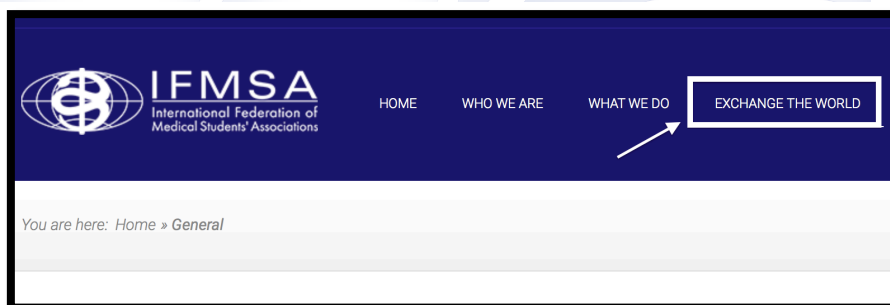 IFMSA
International Federation of
Medical Students' Associations
HOME WHO WE ARE WHAT WE DO EXCHANGE THE WORLD
You are here: Home » General